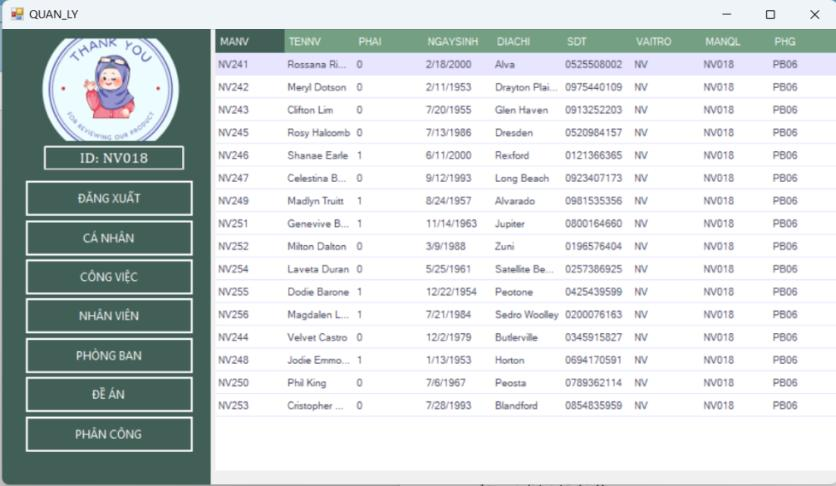 QUAN_LY
THANK YOU
FOR REVIEWING OUR PRODUCT
ID: NV018
ĐĂNG XUẤT
CÁ NHÂN
CÔNG VIỆC
NHÂN VIÊN
PHÒNG BAN
ĐỀ ÁN
PHÂN CÔNG
MANV TENNV PHAI NGAYSINH DIACHI SDT VAITRO MANQL PHG
NV241 Rossana Ri... 0 2/18/2000 Alva 0525508002 NV NV018 PB06
NV242 Meryl Dotson 0 2/11/1953 Drayton Plai... 0975440109 NV NV018 PB06
NV243 Clifton Lim 0 7/20/1955 Glen Haven 0913252203 NV NV018 PB06
NV245 Rosy Halcomb 0 7/13/1986 Dresden 0520984157 NV NV018 PB06
NV246 Shanae Earle 1 6/11/2000 Rexford 0121366365 NV NV018 PB06
NV247 Celestina B... 0 9/12/1993 Long Beach 0923407173 NV NV018 PB06
NV249 Madlyn Truitt 1 8/24/1957 Alvarado 0981535356 NV NV018 PB06
NV251 Genevive B... 1 11/14/1963 Jupiter 0800164660 NV NV018 PB06
NV252 Milton Dalton 0 3/9/1988 Zuni 0196576404 NV NV018 PB06
NV254 Laveta Duran 0 5/25/1961 Satellite Be... 0257386925 NV NV018 PB06
NV255 Dodie Barone 1 12/22/1954 Peotone 0425439599 NV NV018 PB06
NV256 Magdalen L... 1 7/21/1984 Sedro Woolley 0200076163 NV NV018 PB06
NV244 Velvet Castro 0 12/2/1979 Butlerville 0345915827 NV NV018 PB06
NV248 Jodie Emmo... 1 1/13/1953 Horton 0694170591 NV NV018 PB06
NV250 Phil King 0 7/6/1967 Peosta 0789362114 NV NV018 PB06
NV253 Cristopher ... 0 7/28/1993 Blandford 0854835959 NV NV018 PB06